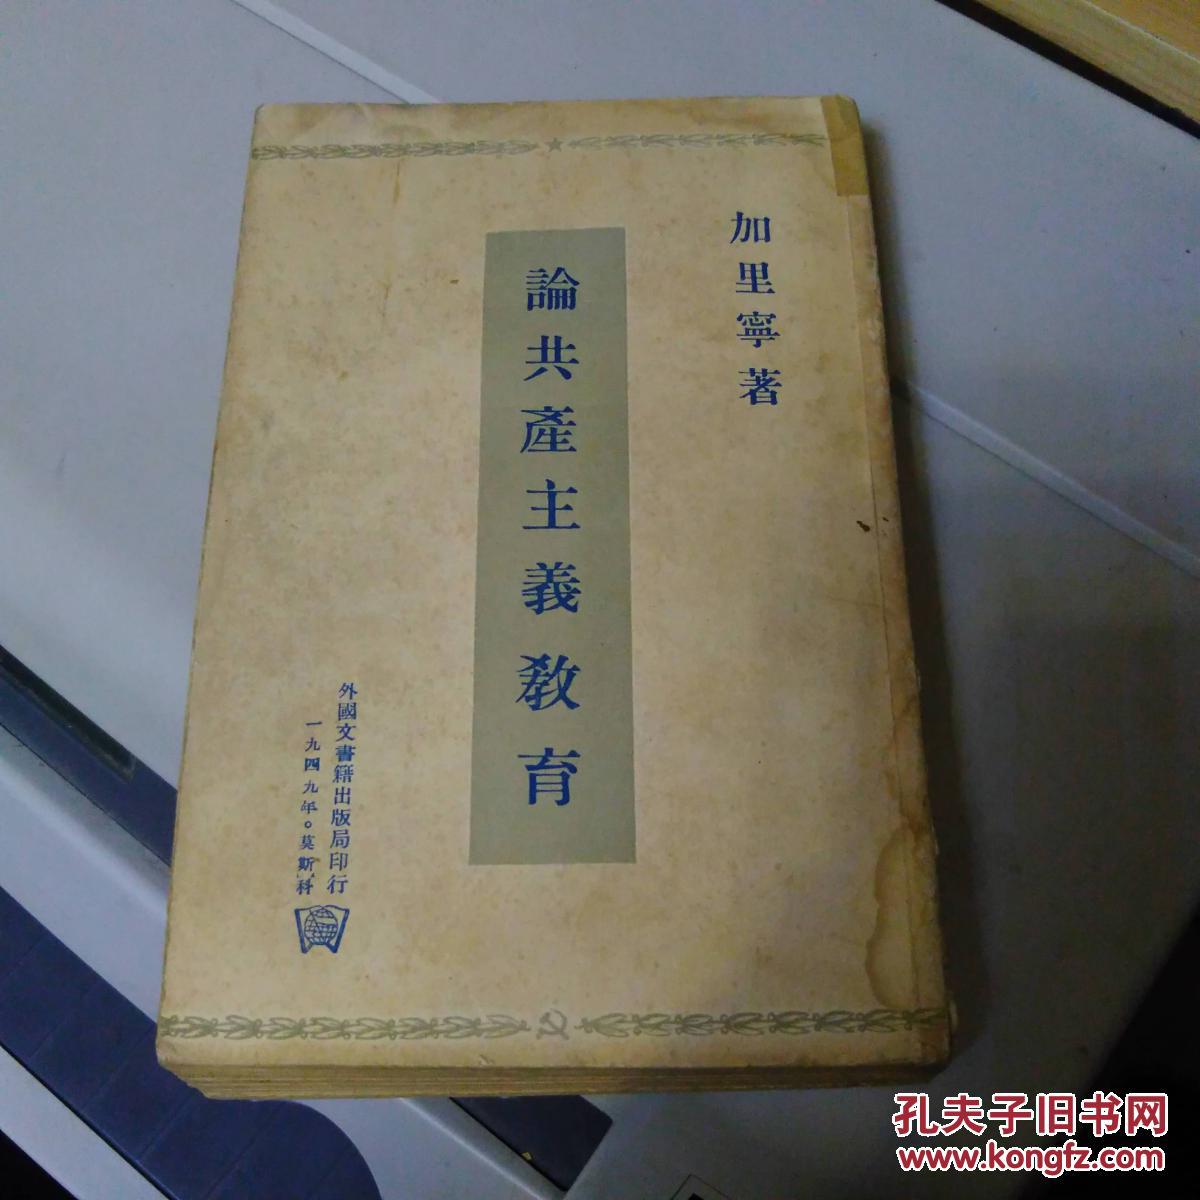 加里寧著
論共產主義教育
外國文書籍出版局印行
一九四九年。莫斯科
孔夫子旧书网
www.kongfz.com